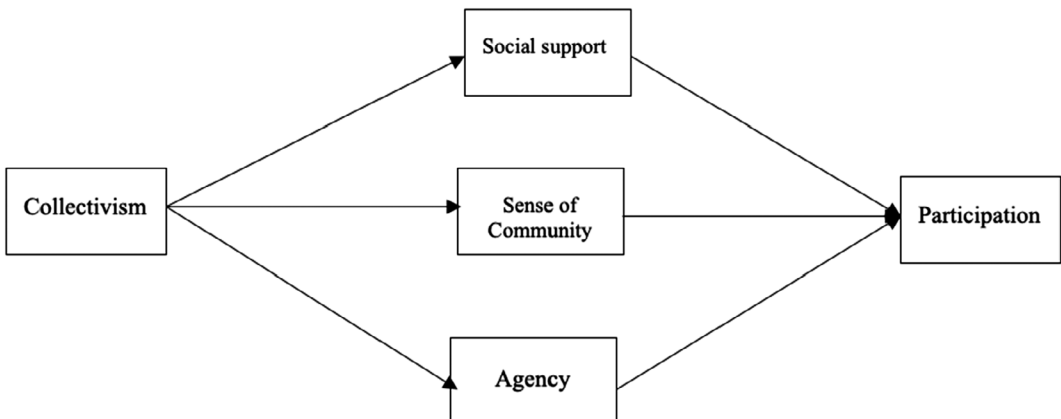 Social support
Collectivism
Sense of
Community
Participation
Agency